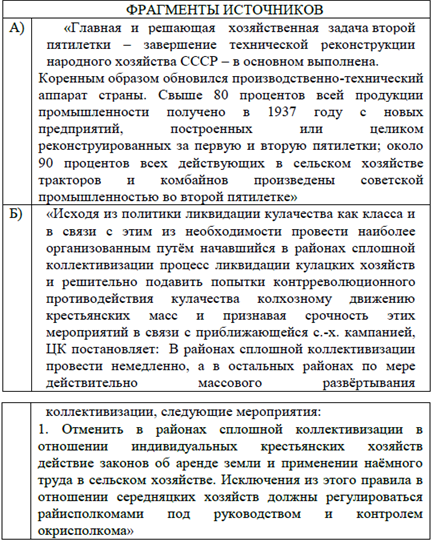 ФРАГМЕНТЫ ИСТОЧНИКОВ
А) «Главная и решающая хозяйственная задача второй
пятилетки – завершение технической реконструкции
народного хозяйства СССР – в основном выполнена.
Коренным образом обновился производственно-технический
аппарат страны. Свыше 80 процентов всей продукции
промышленности получено в 1937 году с новых
предприятий, построенных или целиком
реконструированных за первую и вторую пятилетки; около
90 процентов всех действующих в сельском хозяйстве
тракторов и комбайнов произведены советской
промышленностью во второй пятилетке»
Б) «Исходя из политики ликвидации кулачества как класса и
в связи с этим из необходимости провести наиболее
организованным путём начавшийся в районах сплошной
коллективизации процесс ликвидации кулацких хозяйств
и решительно подавить попытки контрреволюционного
противодействия кулачества колхозному движению
крестьянских масс и признавая срочность этих
мероприятий в связи с приближающейся с.-х. кампанией,
ЦК постановляет: В районах сплошной коллективизации
провести немедленно, а в остальных районах по мере
действительно массового развёртывания
коллективизации, следующие мероприятия:
1. Отменить в районах сплошной коллективизации в
отношении индивидуальных крестьянских хозяйств
действие законов об аренде земли и применении наёмного
труда в сельском хозяйстве. Исключения из этого правила в
отношении середняцких хозяйств должны регулироваться
райисполкомами под руководством и контролем
окрисполкома»